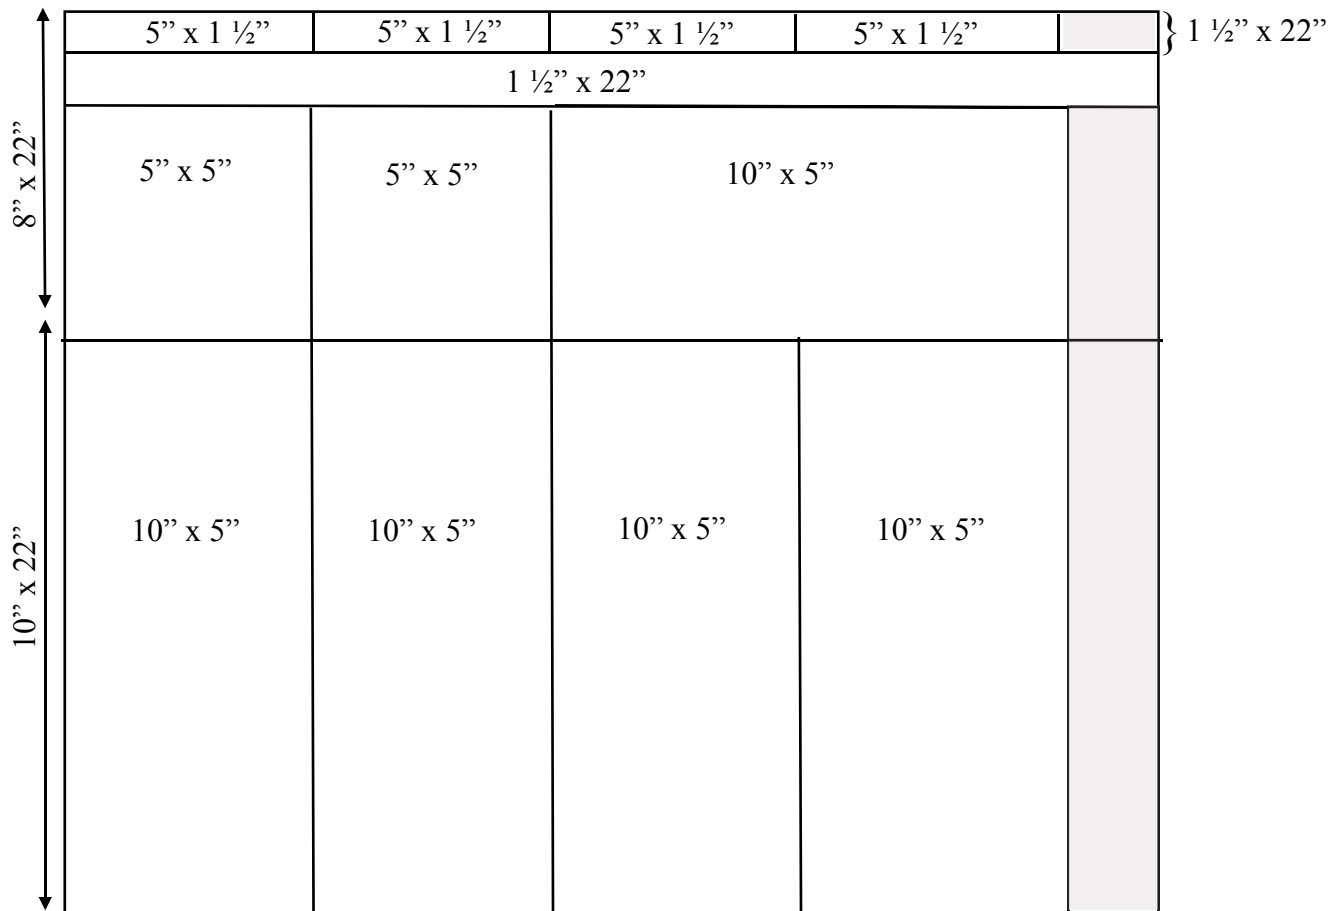 5” x 1 ½” 5” x 1 ½” 5” x 1 ½” 5” x 1 ½” } 1 ½” x 22”
1 ½” x 22”
8” x 22”
5” x 5” 5” x 5” 10” x 5”
10” x 22”
10” x 5” 10” x 5” 10” x 5” 10” x 5”